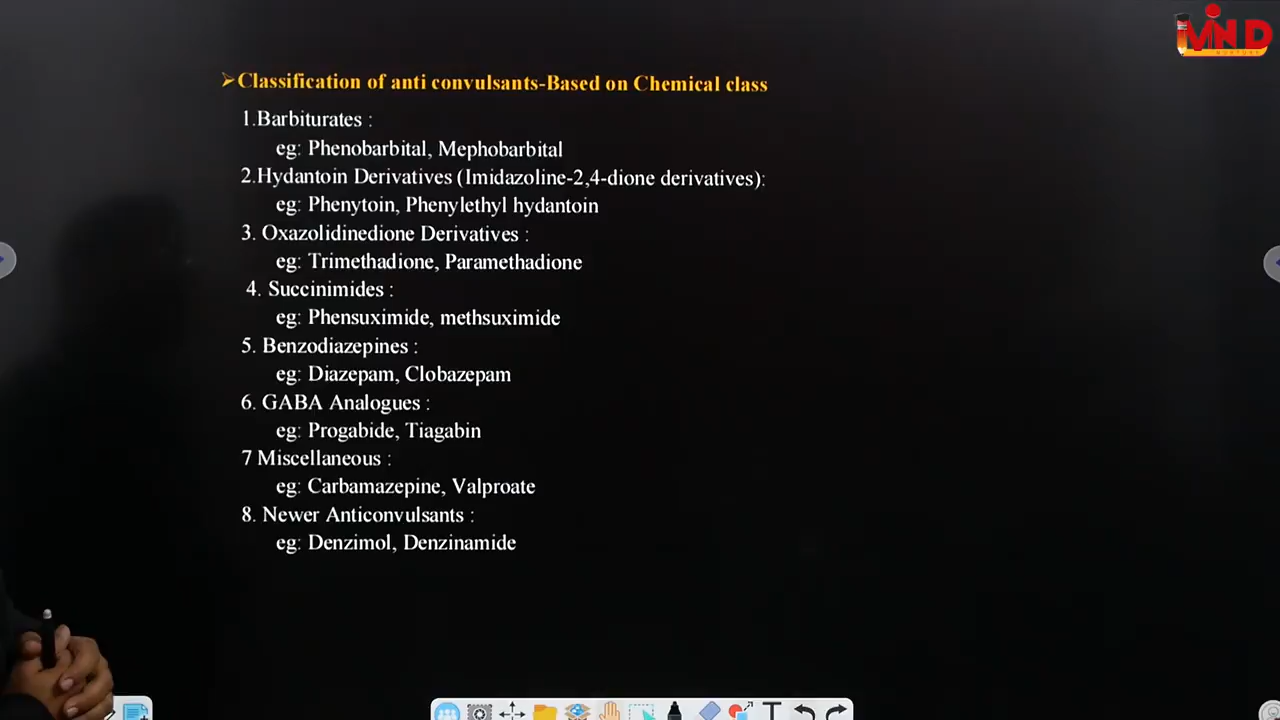 MIND
➢Classification of anti convulsants-Based on Chemical class
1.Barbiturates :
eg: Phenobarbital, Mephobarbital
2.Hydantoin Derivatives (Imidazoline-2,4-dione derivatives):
eg: Phenytoin, Phenylethyl hydantoin
3. Oxazolidinedione Derivatives :
eg: Trimethadione, Paramethadione
4. Succinimides :
eg: Phensuximide, methsuximide
5. Benzodiazepines :
eg: Diazepam, Clobazepam
6. GABA Analogues :
eg: Progabide, Tiagabin
7 Miscellaneous :
eg: Carbamazepine, Valproate
8. Newer Anticonvulsants :
eg: Denzimol, Denzinamide